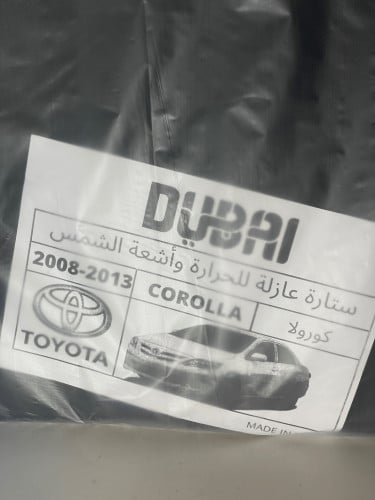 DUBAI
ستارة عازلة للحرارة وأشعة الشمس
2008-2013
COROLLA
كورولا
TOYOTA
MADE IN